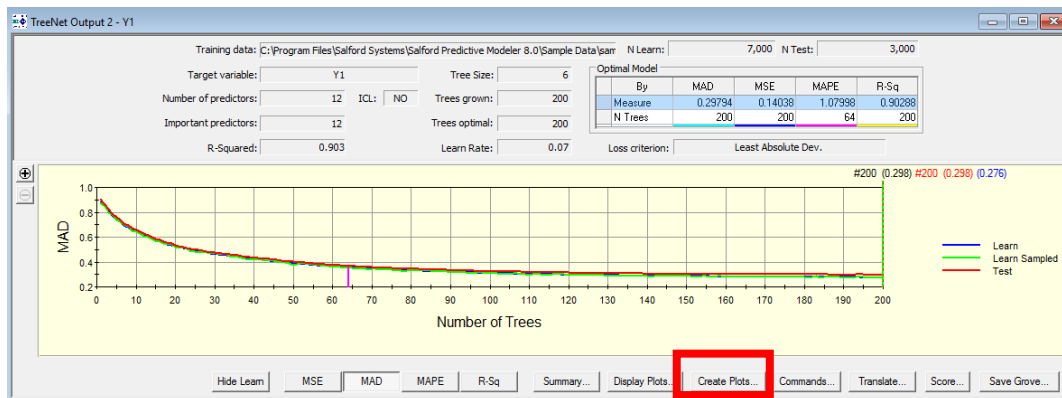 TreeNet Output 2 - Y1
Training data: C:\Program Files\Salford Systems\Salford Predictive Modeler 8.0\Sample Data\sam N Learn: 7,000 N Test: 3,000
Target variable: Y1 Tree Size: 6
Number of predictors: 12 ICL: NO Trees grown: 200
Important predictors: 12 Trees optimal: 200
R-Squared: 0.903 Learn Rate: 0.07 Loss criterion: Least Absolute Dev.
Optimal Model
By MAD MSE MAPE R-Sq
Measure 0.29794 0.14038 1.07998 0.90288
N Trees 200 200 64 200
#200 (0.298) #200 (0.298) (0.276)
MAD
1.0
0.8
0.6
0.4
0.2
0 10 20 30 40 50 60 70 80 90 100 110 120 130 140 150 160 170 180 190 200
Number of Trees
Learn
Learn Sampled
Test
Hide Learn MSE MAD MAPE R-Sq Summary... Display Plots... Create Plots... Commands... Translate... Score... Save Grove...